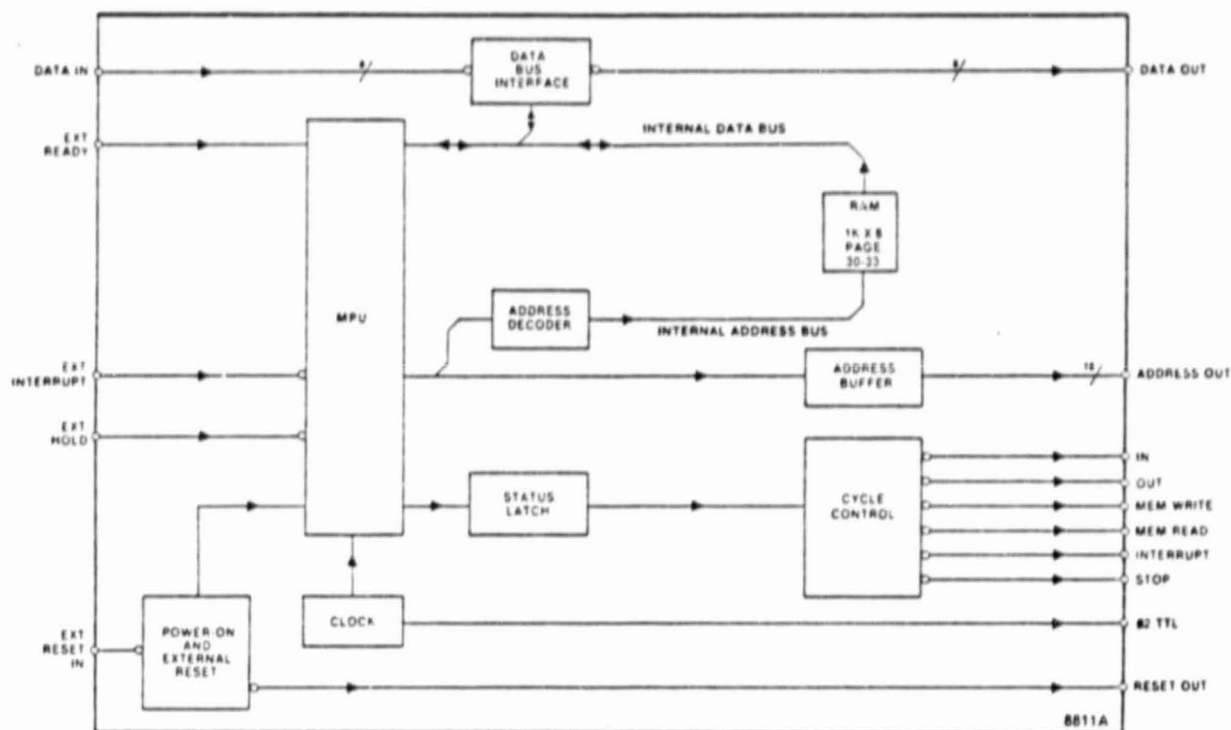 DATA IN
8
DATA
BUS
INTERFACE
8
DATA OUT
EXT
READY
INTERNAL DATA BUS
RAM
1K X 8
PAGE
30-33
MPU
ADDRESS
DECODER
INTERNAL ADDRESS BUS
EXT
INTERRUPT
ADDRESS
BUFFER
ADDRESS OUT
EXT
HOLD
STATUS
LATCH
CYCLE
CONTROL
IN
OUT
MEM WRITE
MEM READ
INTERRUPT
STOP
CLOCK
ϕ2 TTL
EXT
RESET
IN
POWER-ON
AND
EXTERNAL
RESET
RESET OUT
8811A